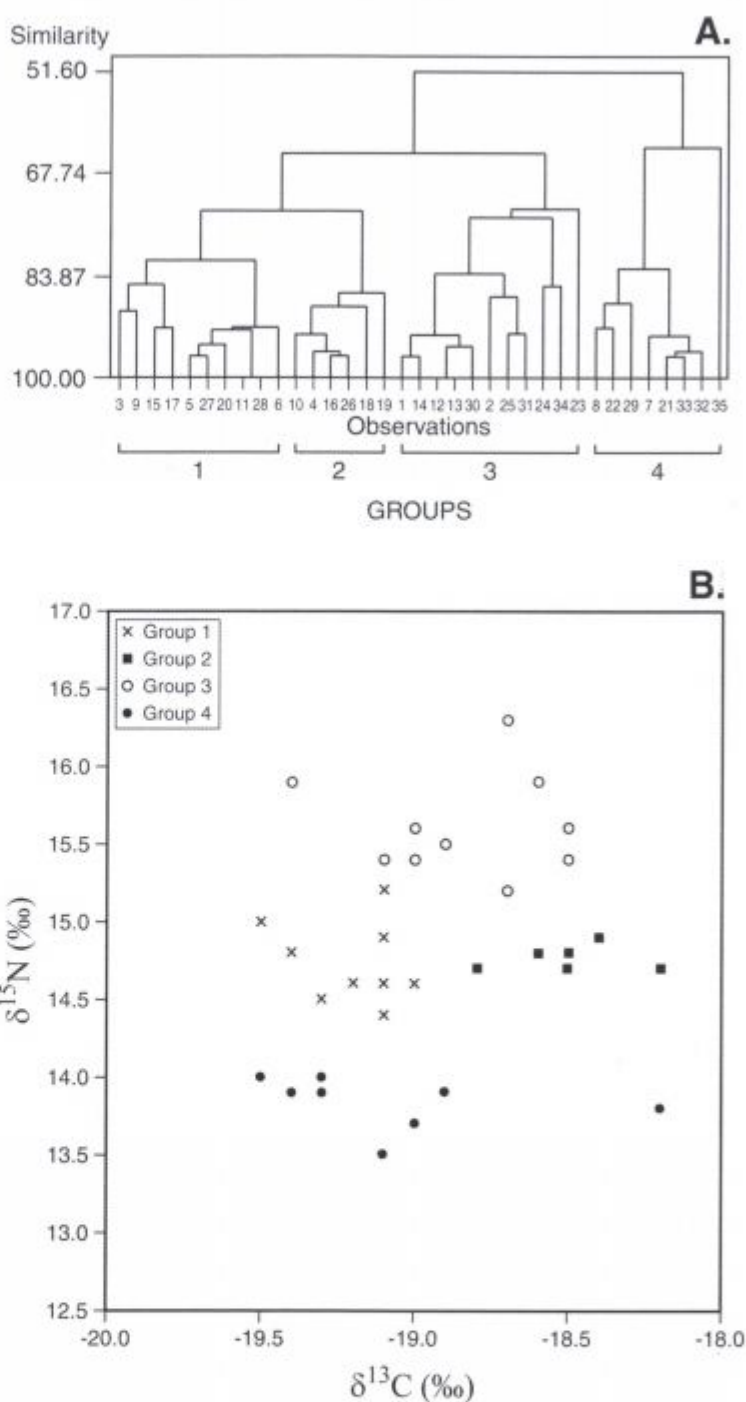 A.
Similarity
51.60
67.74
83.87
100.00
3 9 15 17 5 27 20 11 28 6 10 4 16 26 18 19 1 14 12 13 30 2 25 31 24 34 23 8 22 29 7 21 33 32 35
Observations
1 2 3 4
GROUPS
B.
17.0
× Group 1
■ Group 2
○ Group 3
● Group 4
16.5
16.0
15.5
15.0
14.5
14.0
13.5
13.0
12.5
δ¹⁵N (‰)
-20.0 -19.5 -19.0 -18.5 -18.0
δ¹³C (‰)